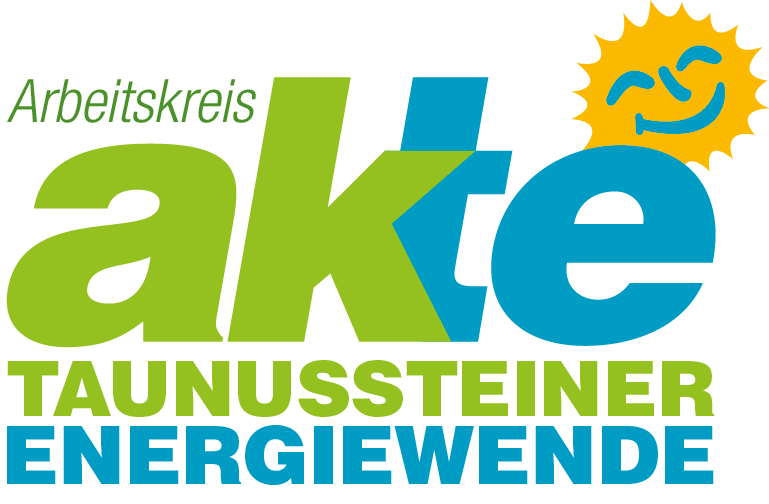 Arbeitskreis
akte
TAUNUSSTEINER
ENERGIEWENDE